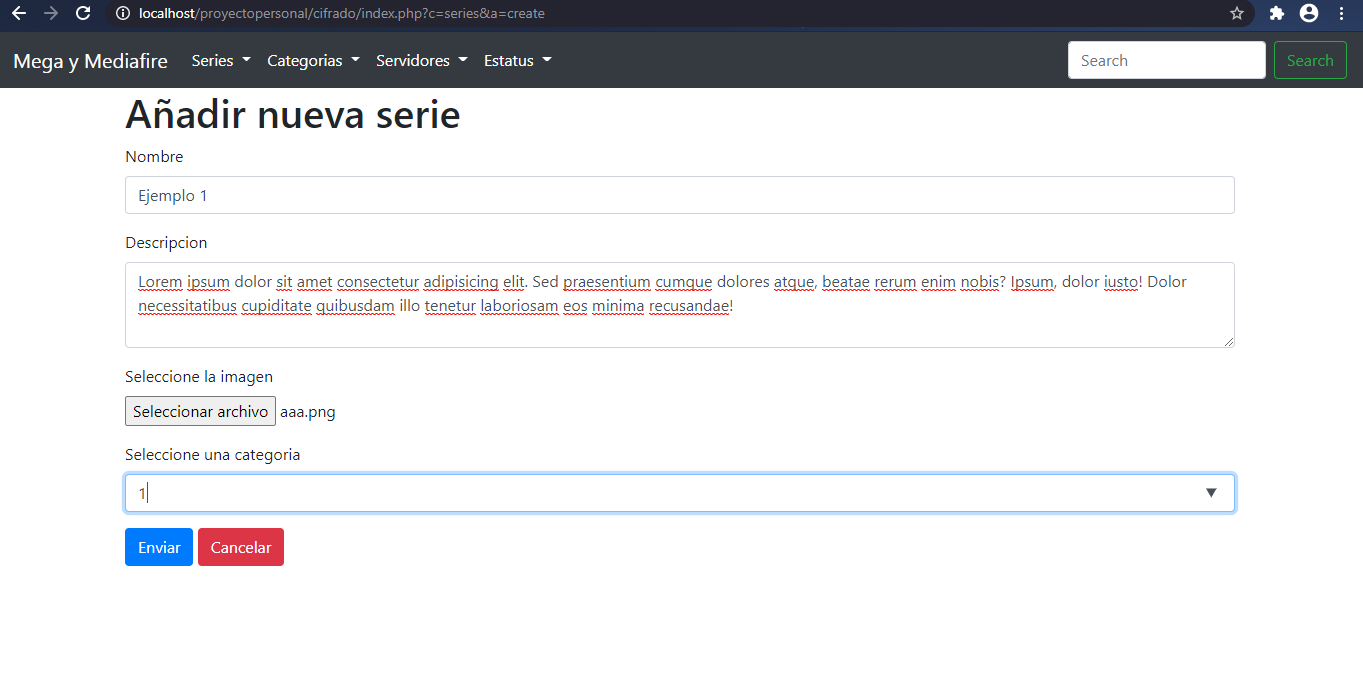 localhost/proyectopersonal/cifrado/index.php?c=series&a=create
Mega y Mediafire Series Categorias Servidores Estatus Search Search
Añadir nueva serie
Nombre
Ejemplo 1
Descripcion
Lorem ipsum dolor sit amet consectetur adipisicing elit. Sed praesentium cumque dolores atque, beatae rerum enim nobis? Ipsum, dolor iusto! Dolor
necessitatibus cupiditate quibusdam illo tenetur laboriosam eos minima recusandae!
Seleccione la imagen
Seleccionar archivo aaa.png
Seleccione una categoria
1
Enviar Cancelar